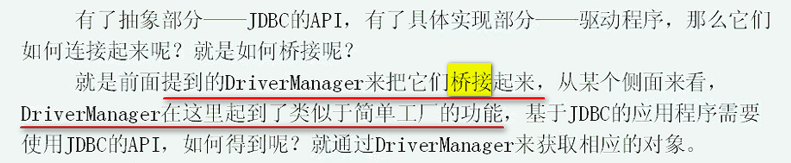 有了抽象部分——JDBC的API，有了具体实现部分——驱动程序，那么它们
如何连接起来呢？就是如何桥接呢？
就是前面提到的DriverManager来把它们桥接起来，从某个侧面来看，
DriverManager在这里起到了类似于简单工厂的功能，基于JDBC的应用程序需要
使用JDBC的API，如何得到呢？就通过DriverManager来获取相应的对象。